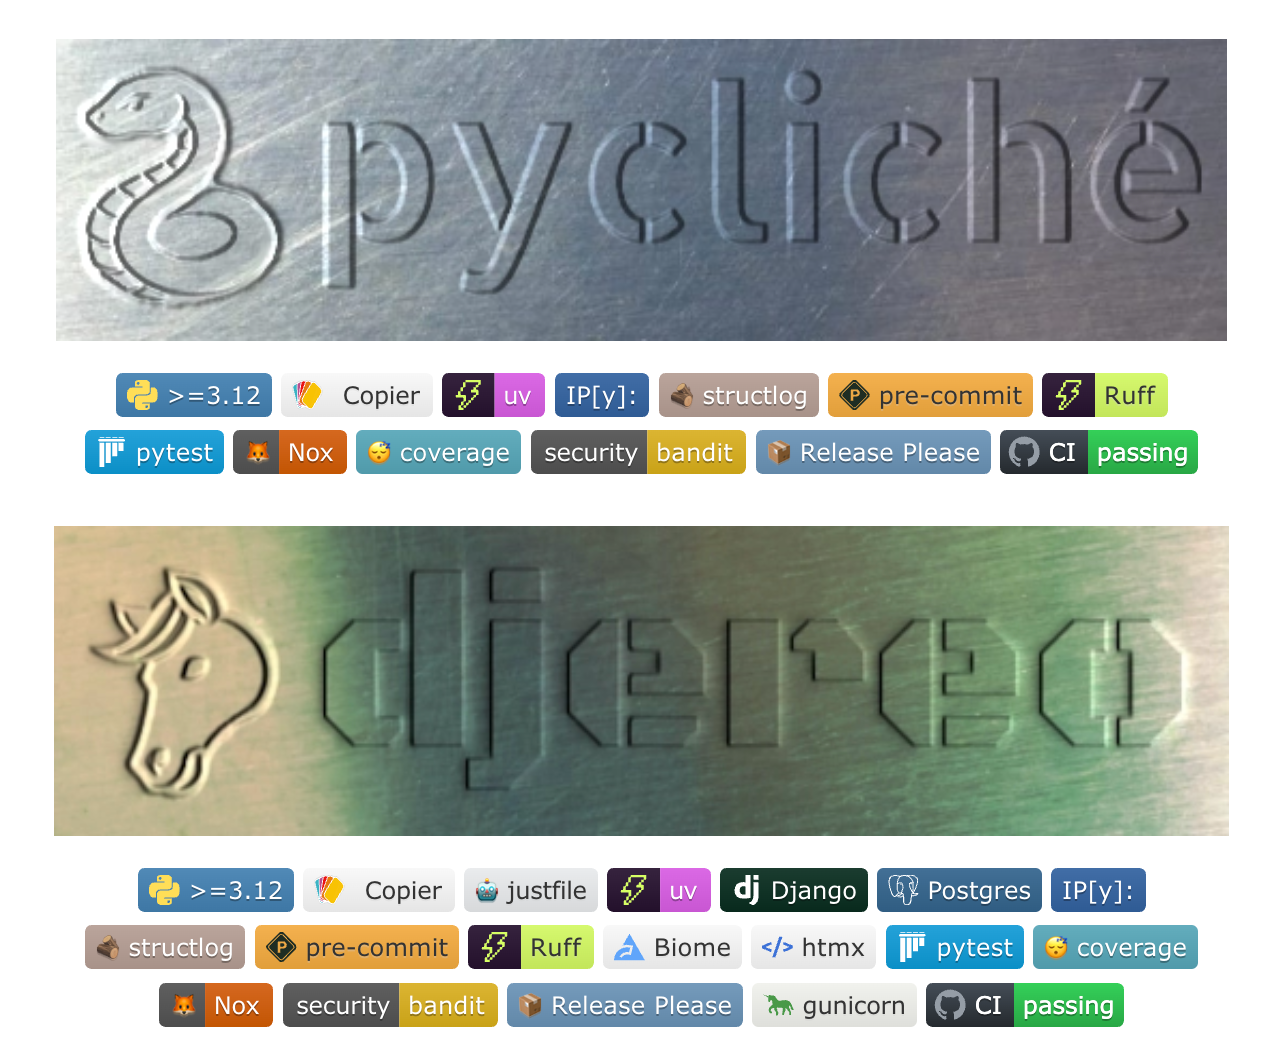 pycliché
>=3.12 Copier uv IP[y]: structlog pre-commit Ruff
pytest Nox coverage security bandit Release Please CI passing
djereo
>=3.12 Copier justfile uv dj Django Postgres IP[y]:
structlog pre-commit Ruff Biome </> htmx pytest coverage
Nox security bandit Release Please gunicorn CI passing